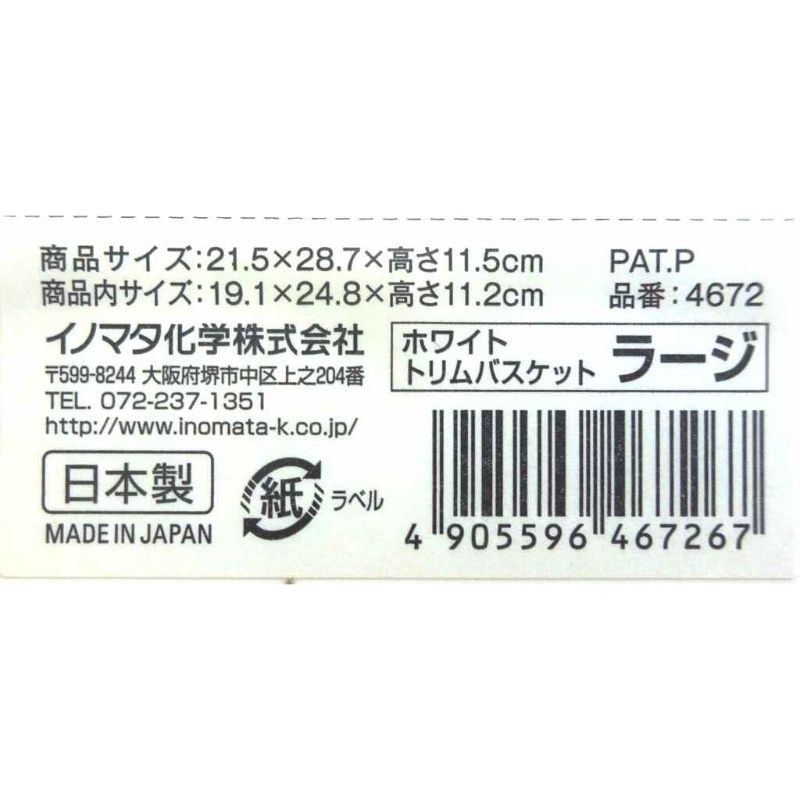 商品サイズ:21.5×28.7×高さ11.5cm PAT.P
商品内サイズ:19.1×24.8×高さ11.2cm 品番:4672
イノマタ化学株式会社
〒599-8244 大阪府堺市中区上之204番
TEL. 072-237-1351
http://www.inomata-k.co.jp/
ホワイト
トリムバスケット ラージ
日本製
MADE IN JAPAN
紙 ラベル
4 905596 467267